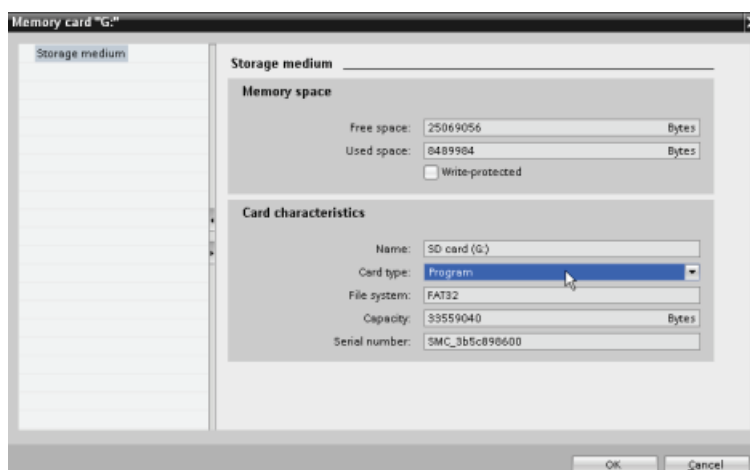 Memory card "G:"
Storage medium
Storage medium
Memory space
Free space: 25069056 Bytes
Used space: 8489984 Bytes
Write-protected
Card characteristics
Name: SD card (G:)
Card type: Program
File system: FAT32
Capacity: 33559040 Bytes
Serial number: SMC_3b5c898600
OK Cancel